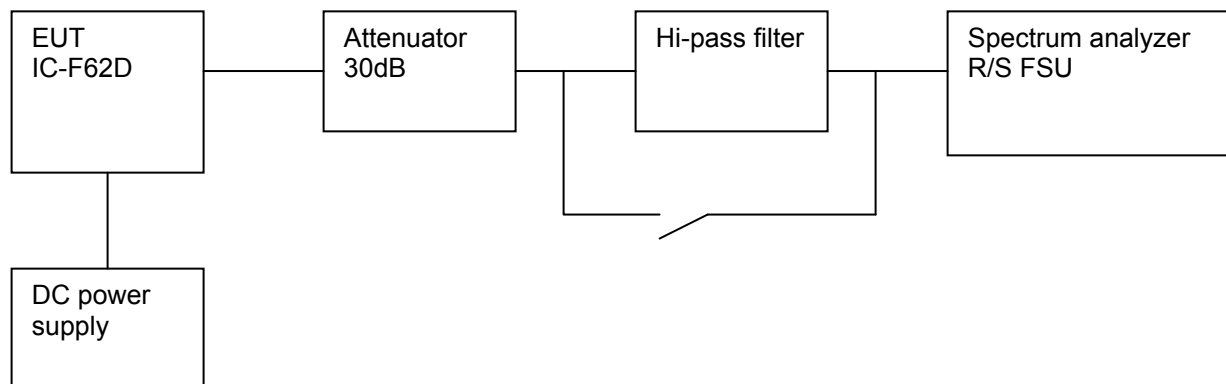 EUT
IC-F62D
Attenuator
30dB
Hi-pass filter
Spectrum analyzer
R/S FSU
DC power
supply